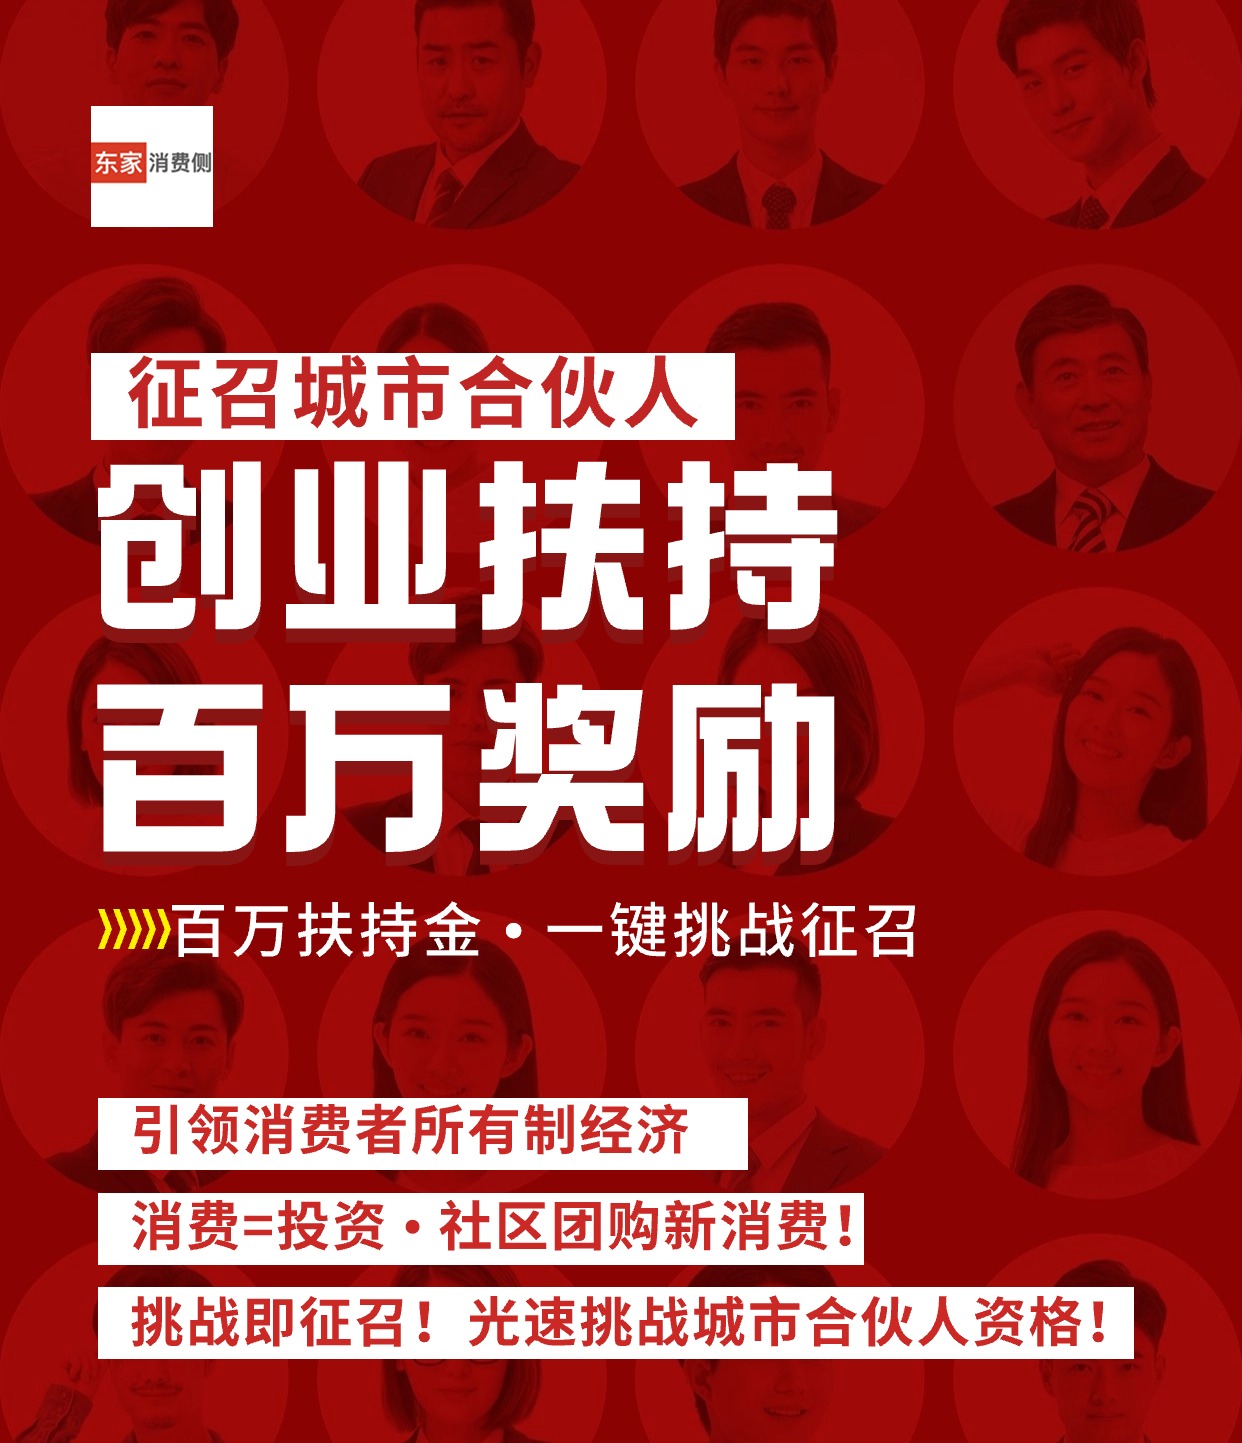 东家 消费侧
征召城市合伙人
创业扶持
百万奖励
百万扶持金·一键挑战征召
引领消费者所有制经济
消费=投资·社区团购新消费！
挑战即征召！光速挑战城市合伙人资格！